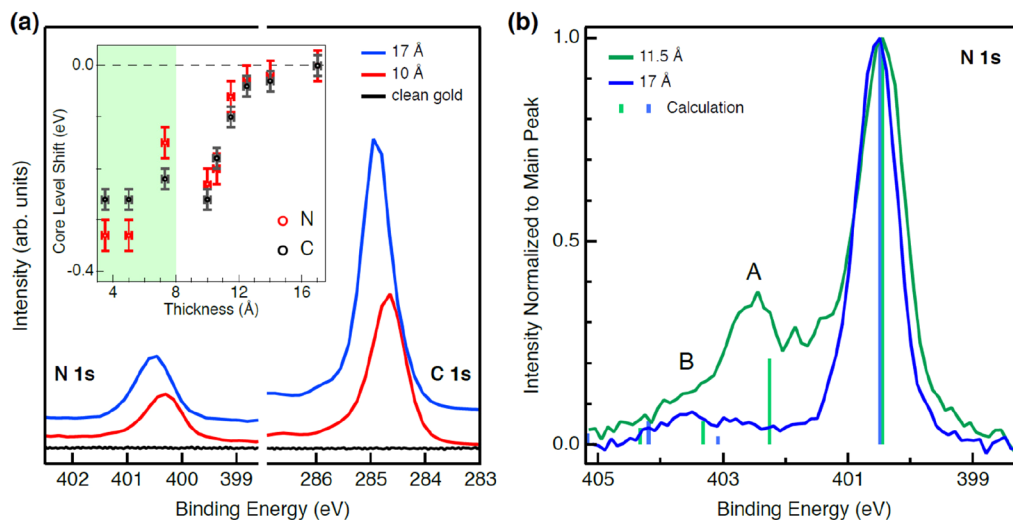 (a)
Intensity (arb. units)
Core Level Shift (eV)
0.0
-0.4
4
8
12
16
Thickness (Å)
N
C
17 Å
10 Å
clean gold
N 1s
C 1s
402
401
400
399
286
285
284
283
Binding Energy (eV)
(b)
Intensity Normalized to Main Peak
1.0
0.5
0.0
11.5 Å
17 Å
Calculation
N 1s
A
B
405
403
401
399
Binding Energy (eV)